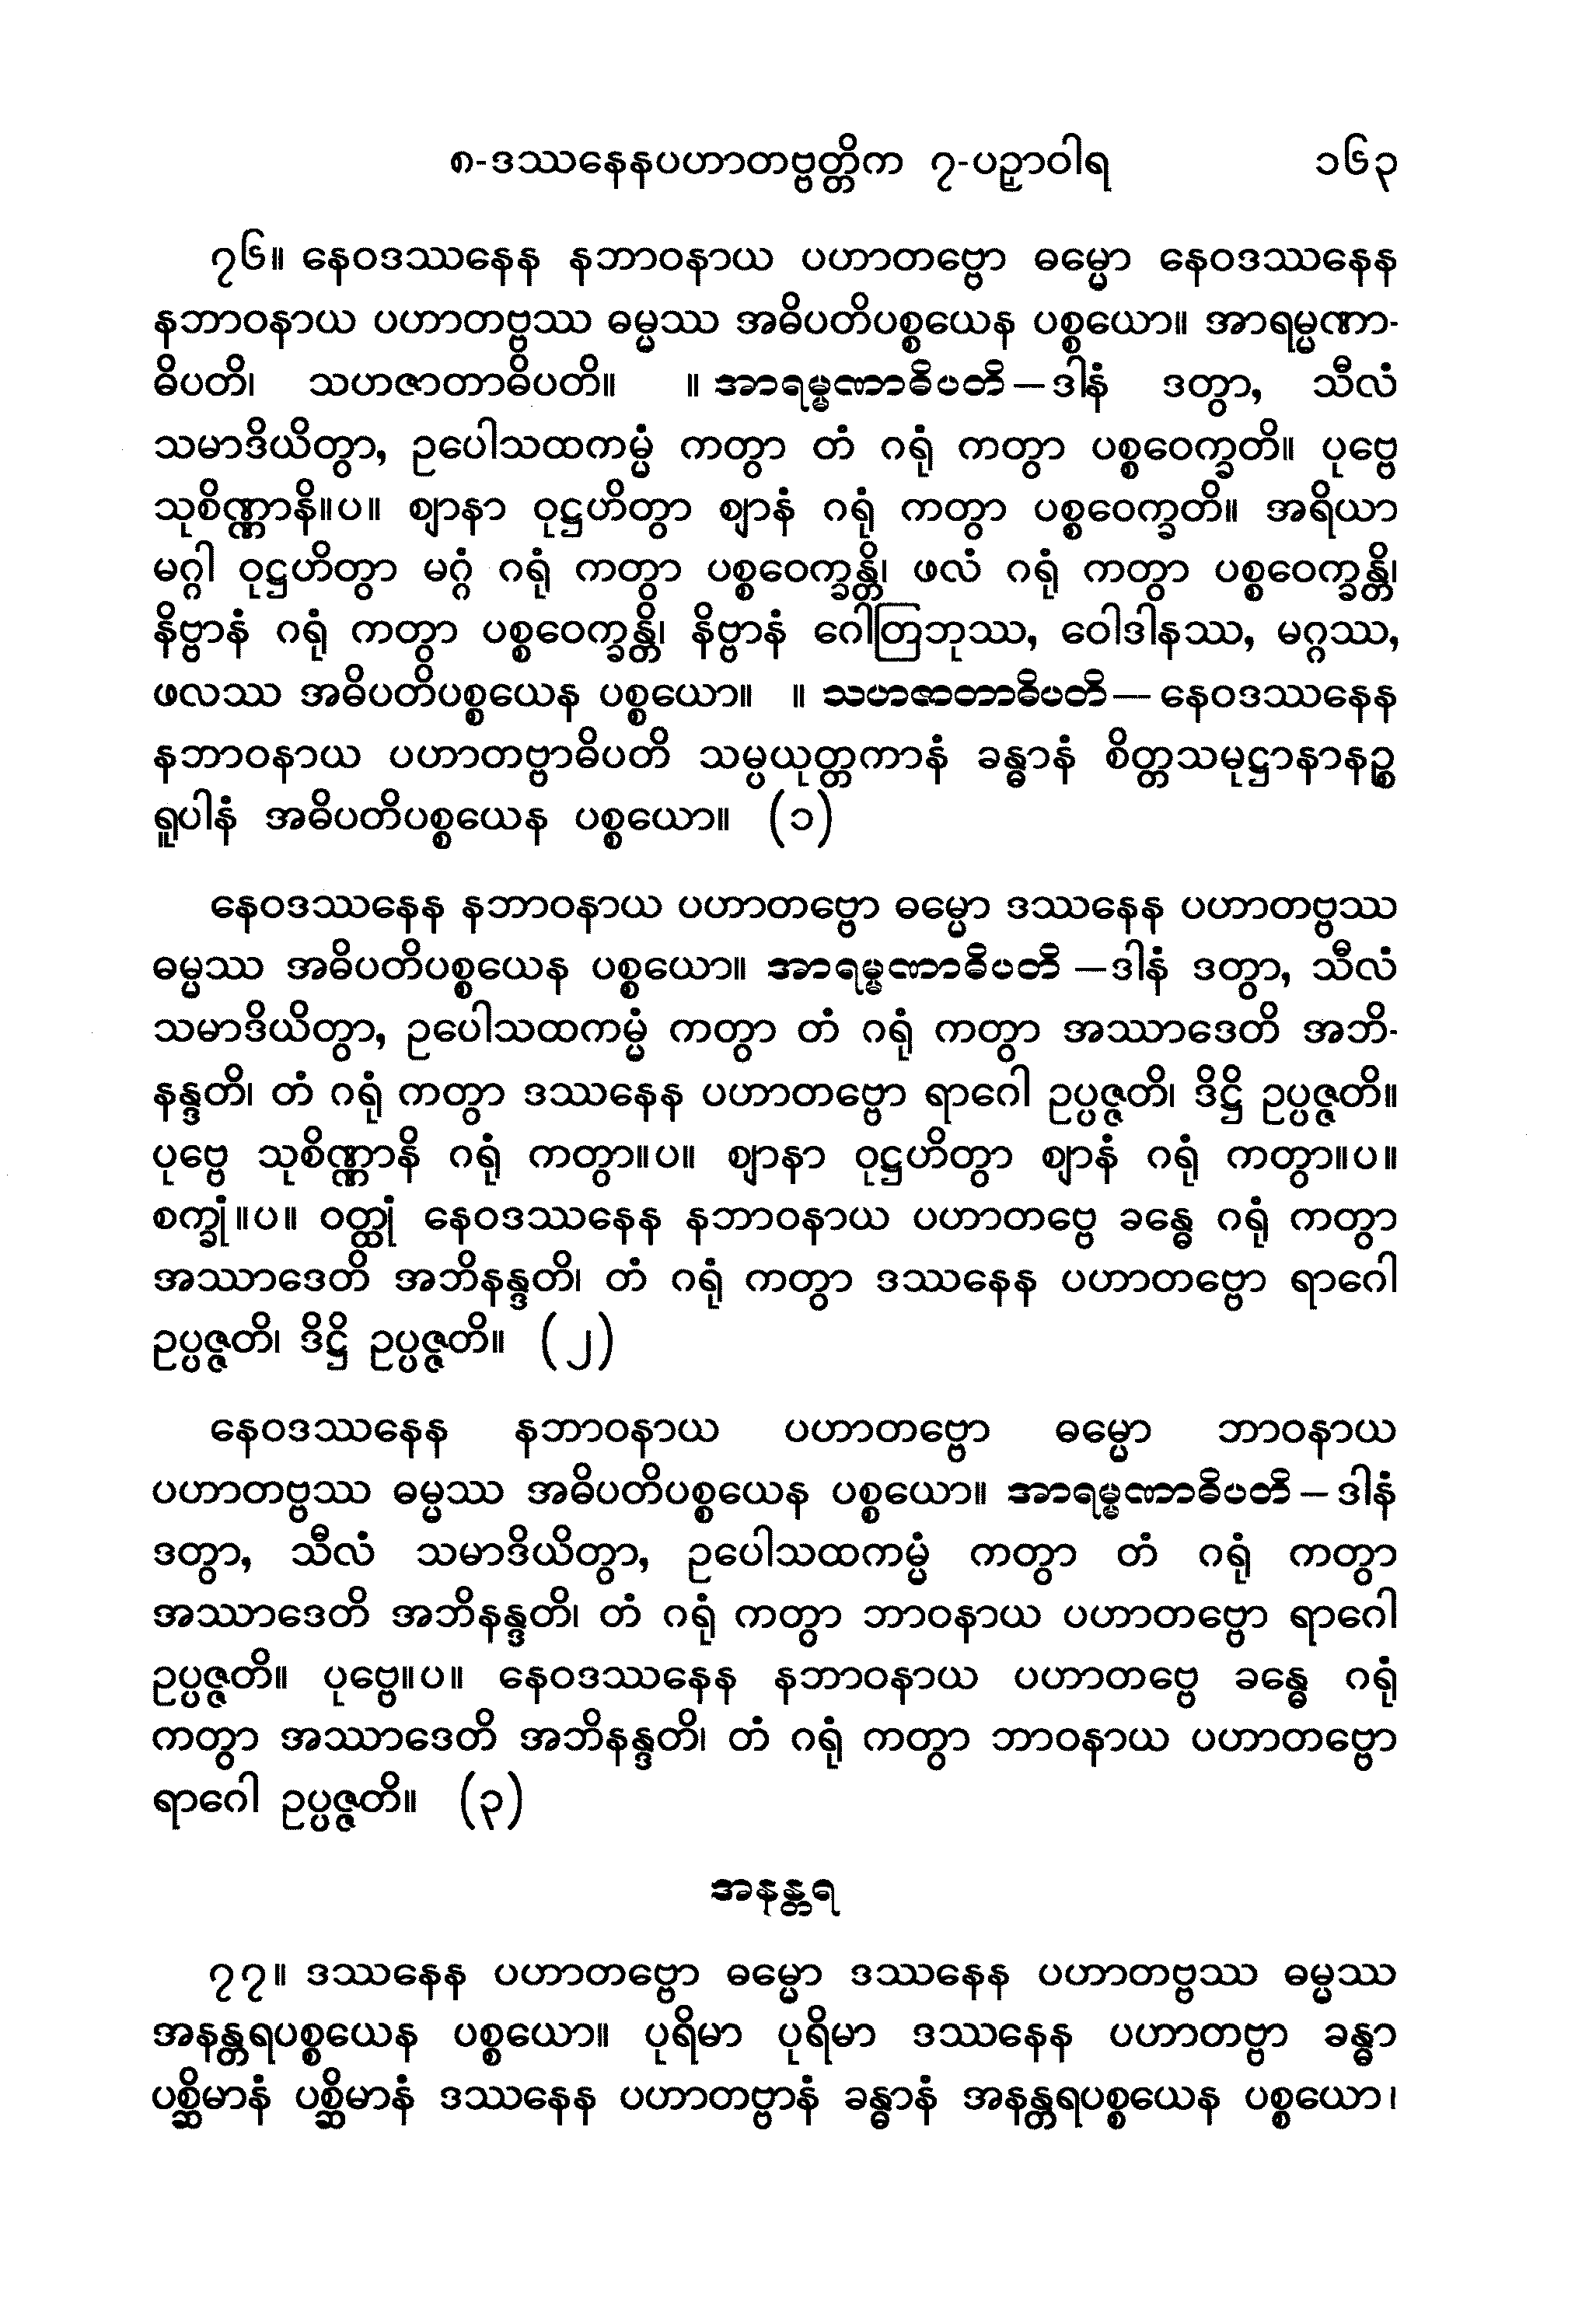 ၈-ဒဿနေနပဟာတဗ္ဗတ္တိက ၇-ပဉှာဝါရ ၁၆၃
၇၆။ နေဝဒဿနေန နဘာဝနာယ ပဟာတဗ္ဗော ဓမ္မော နေဝဒဿနေန
နဘာဝနာယ ပဟာတဗ္ဗဿ ဓမ္မဿ အဓိပတိပစ္စယေန ပစ္စယော။ အာရမ္မဏာ-
ဓိပတိ၊ သဟဇာတာဓိပတိ။ ။ အာရမ္မဏာဓိပတိ — ဒါနံ ဒတွာ, သီလံ
သမာဒိယိတွာ, ဥပေါသထကမ္မံ ကတွာ တံ ဂရုံ ကတွာ ပစ္စဝေက္ခတိ။ ပုဗ္ဗေ
သုစိဏ္ဏာနိ။ပ။ ဈာနာ ဝုဋ္ဌဟိတွာ ဈာနံ ဂရုံ ကတွာ ပစ္စဝေက္ခတိ။ အရိယာ
မဂ္ဂါ ဝုဋ္ဌဟိတွာ မဂ္ဂံ ဂရုံ ကတွာ ပစ္စဝေက္ခန္တိ၊ ဖလံ ဂရုံ ကတွာ ပစ္စဝေက္ခန္တိ၊
နိဗ္ဗာနံ ဂရုံ ကတွာ ပစ္စဝေက္ခန္တိ၊ နိဗ္ဗာနံ ဂေါတြဘုဿ, ဝေါဒါနဿ, မဂ္ဂဿ,
ဖလဿ အဓိပတိပစ္စယေန ပစ္စယော။ ။ သဟဇာတာဓိပတိ — နေဝဒဿနေန
နဘာဝနာယ ပဟာတဗ္ဗာဓိပတိ သမ္ပယုတ္တကာနံ ခန္ဓာနံ စိတ္တသမုဋ္ဌာနာနဉ္စ
ရူပါနံ အဓိပတိပစ္စယေန ပစ္စယော။ (၁)
နေဝဒဿနေန နဘာဝနာယ ပဟာတဗ္ဗော ဓမ္မော ဒဿနေန ပဟာတဗ္ဗဿ
ဓမ္မဿ အဓိပတိပစ္စယေန ပစ္စယော။ အာရမ္မဏာဓိပတိ — ဒါနံ ဒတွာ, သီလံ
သမာဒိယိတွာ, ဥပေါသထကမ္မံ ကတွာ တံ ဂရုံ ကတွာ အဿာဒေတိ အဘိ-
နန္ဒတိ၊ တံ ဂရုံ ကတွာ ဒဿနေန ပဟာတဗ္ဗော ရာဂေါ ဥပ္ပဇ္ဇတိ၊ ဒိဋ္ဌိ ဥပ္ပဇ္ဇတိ။
ပုဗ္ဗေ သုစိဏ္ဏာနိ ဂရုံ ကတွာ။ပ။ ဈာနာ ဝုဋ္ဌဟိတွာ ဈာနံ ဂရုံ ကတွာ။ပ။
စက္ခုံ။ပ။ ဝတ္ထုံ နေဝဒဿနေန နဘာဝနာယ ပဟာတဗ္ဗေ ခန္ဓေ ဂရုံ ကတွာ
အဿာဒေတိ အဘိနန္ဒတိ၊ တံ ဂရုံ ကတွာ ဒဿနေန ပဟာတဗ္ဗော ရာဂေါ
ဥပ္ပဇ္ဇတိ၊ ဒိဋ္ဌိ ဥပ္ပဇ္ဇတိ။ (၂)
နေဝဒဿနေန နဘာဝနာယ ပဟာတဗ္ဗော ဓမ္မော ဘာဝနာယ
ပဟာတဗ္ဗဿ ဓမ္မဿ အဓိပတိပစ္စယေန ပစ္စယော။ အာရမ္မဏာဓိပတိ — ဒါနံ
ဒတွာ, သီလံ သမာဒိယိတွာ, ဥပေါသထကမ္မံ ကတွာ တံ ဂရုံ ကတွာ
အဿာဒေတိ အဘိနန္ဒတိ၊ တံ ဂရုံ ကတွာ ဘာဝနာယ ပဟာတဗ္ဗော ရာဂေါ
ဥပ္ပဇ္ဇတိ။ ပုဗ္ဗေ။ပ။ နေဝဒဿနေန နဘာဝနာယ ပဟာတဗ္ဗေ ခန္ဓေ ဂရုံ
ကတွာ အဿာဒေတိ အဘိနန္ဒတိ၊ တံ ဂရုံ ကတွာ ဘာဝနာယ ပဟာတဗ္ဗော
ရာဂေါ ဥပ္ပဇ္ဇတိ။ (၃)
အနန္တရ
၇၇။ ဒဿနေန ပဟာတဗ္ဗော ဓမ္မော ဒဿနေန ပဟာတဗ္ဗဿ ဓမ္မဿ
အနန္တရပစ္စယေန ပစ္စယော။ ပုရိမာ ပုရိမာ ဒဿနေန ပဟာတဗ္ဗာ ခန္ဓာ
ပစ္ဆိမာနံ ပစ္ဆိမာနံ ဒဿနေန ပဟာတဗ္ဗာနံ ခန္ဓာနံ အနန္တရပစ္စယေန ပစ္စယော၊